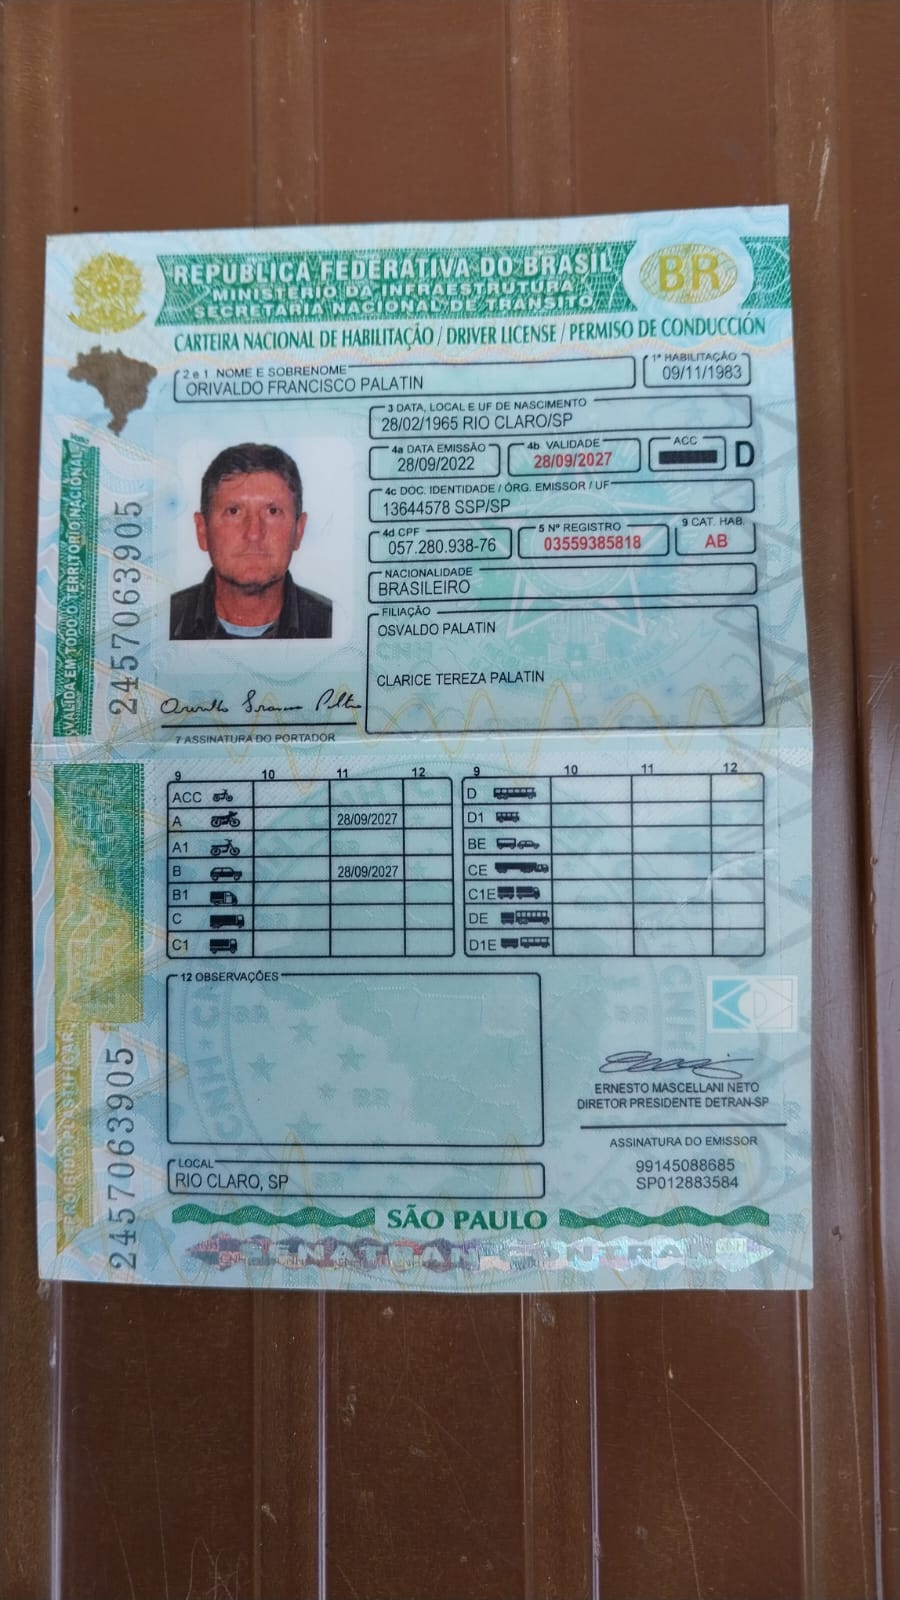 REPÚBLICA FEDERATIVA DO BRASIL
MINISTÉRIO DA INFRAESTRUTURA
SECRETARIA NACIONAL DE TRÂNSITO
BR
CARTEIRA NACIONAL DE HABILITAÇÃO / DRIVER LICENSE / PERMISO DE CONDUCCIÓN
2 e 1 NOME E SOBRENOME
ORIVALDO FRANCISCO PALATIN
1ª HABILITAÇÃO
09/11/1983
3 DATA, LOCAL E UF DE NASCIMENTO
28/02/1965 RIO CLARO/SP
4a DATA EMISSÃO
28/09/2022
4b VALIDADE
28/09/2027
ACC
D
4c DOC. IDENTIDADE / ÓRG. EMISSOR / UF
13644578 SSP/SP
4d CPF
057.280.938-76
5 Nº REGISTRO
03559385818
9 CAT. HAB.
AB
NACIONALIDADE
BRASILEIRO
FILIAÇÃO
OSVALDO PALATIN
CLARICE TEREZA PALATIN
7 ASSINATURA DO PORTADOR
VÁLIDA EM TODO O TERRITÓRIO NACIONAL
2457063905
9 10 11 12
ACC
A 28/09/2027
A1
B 28/09/2027
B1
C
C1
9 10 11 12
D
D1
BE
CE
C1E
DE
D1E
12 OBSERVAÇÕES
PROIBIDO PLASTIFICAR
2457063905
ERNESTO MASCELLANI NETO
DIRETOR PRESIDENTE DETRAN-SP
ASSINATURA DO EMISSOR
99145088685
SP012883584
LOCAL
RIO CLARO, SP
SÃO PAULO
SENATRAN CONTRAN